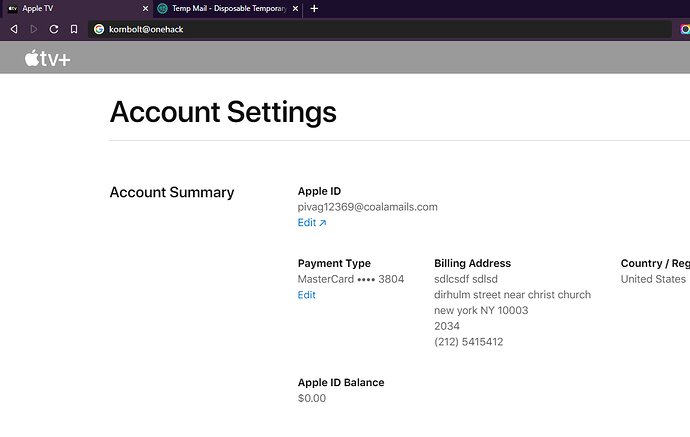 Apple TV
Temp Mail - Disposable Temporary
kornbolt@onehack
tv+
Account Settings
Account Summary
Apple ID
pivag12369@coalamails.com
Edit ↗
Payment Type
MasterCard •••• 3804
Edit
Billing Address
sdlcsdf sdlsd
dirhulm street near christ church
new york NY 10003
2034
(212) 5415412
Country / Reg
United States
Apple ID Balance
$0.00